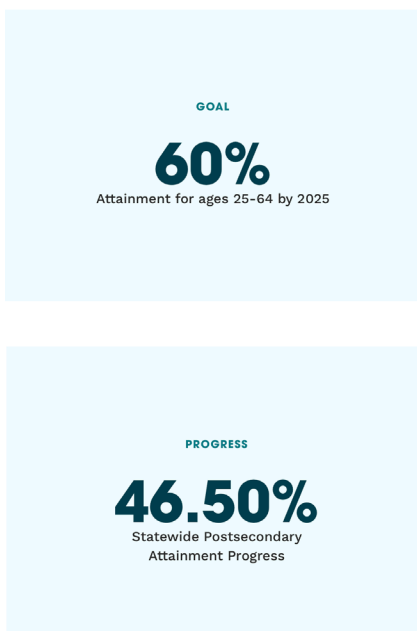 GOAL
60%
Attainment for ages 25-64 by 2025
PROGRESS
46.50%
Statewide Postsecondary
Attainment Progress